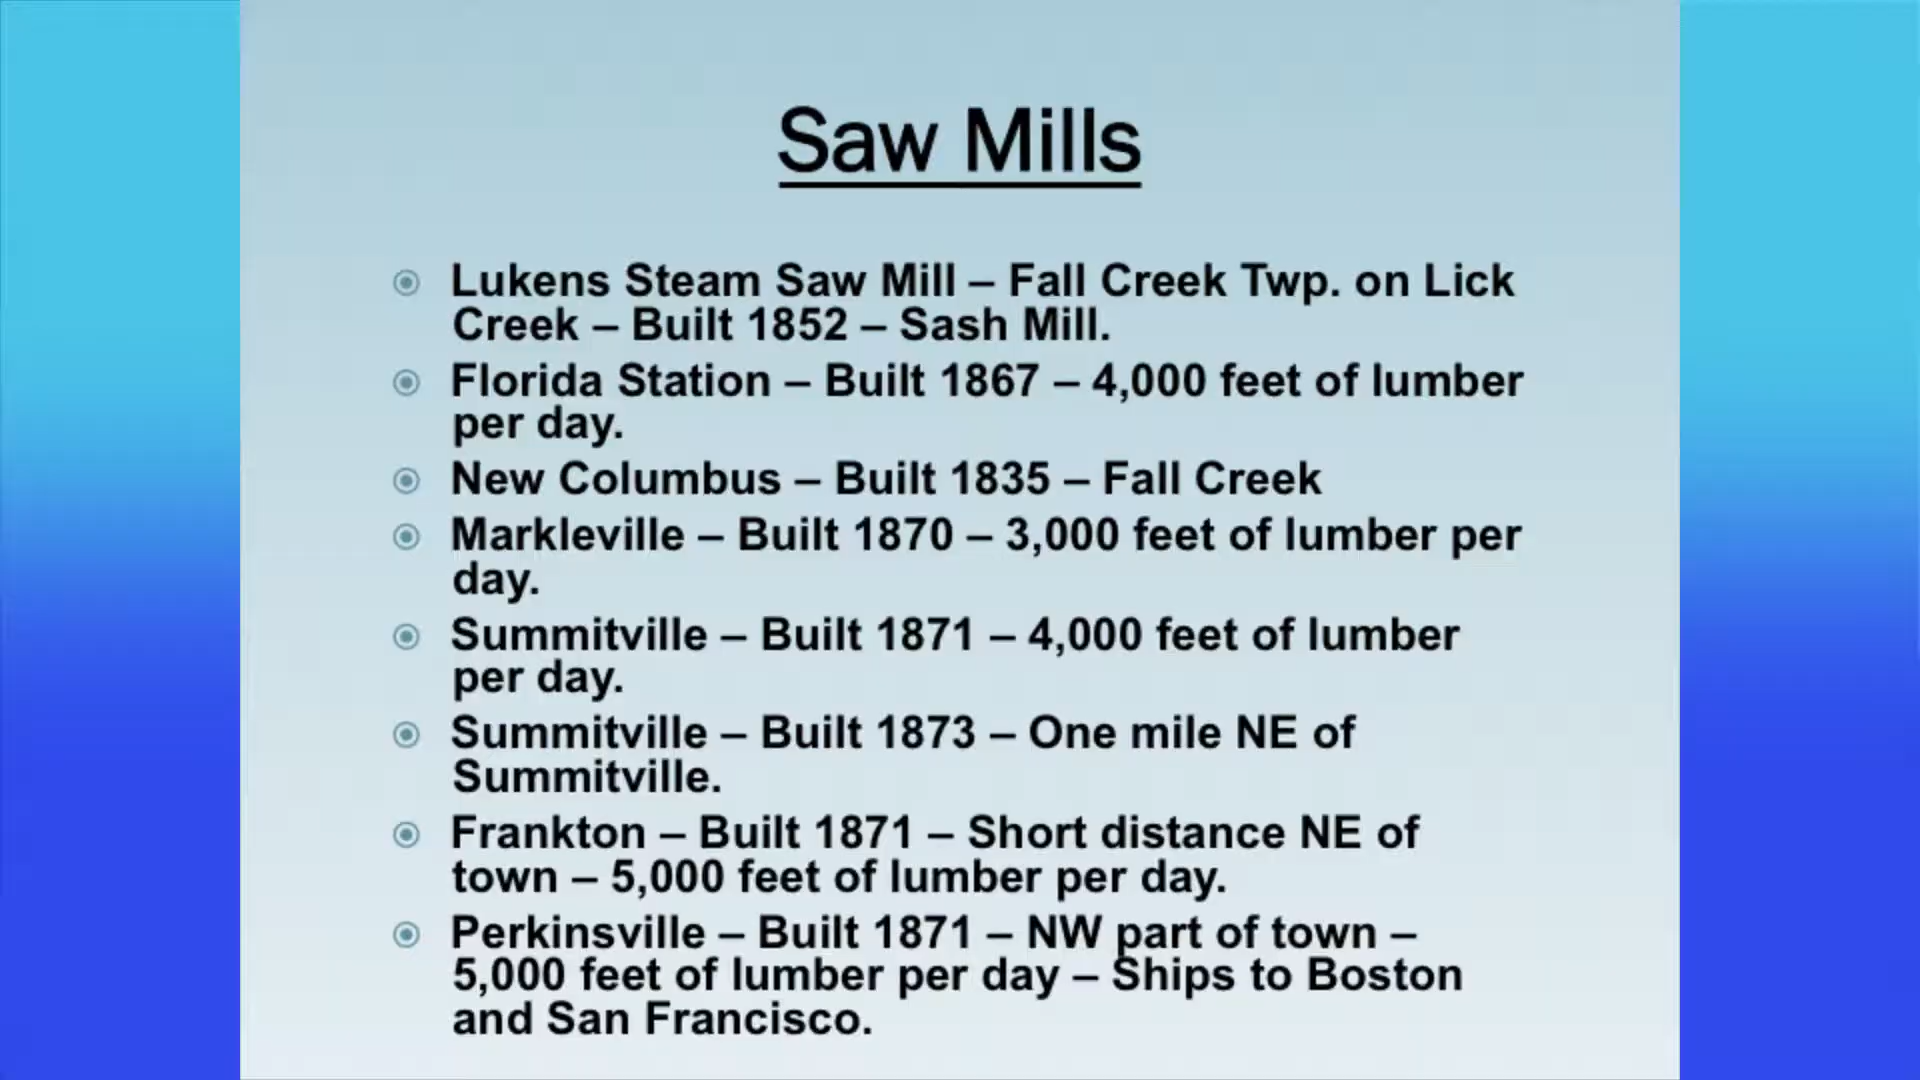 Saw Mills
Lukens Steam Saw Mill – Fall Creek Twp. on Lick
Creek – Built 1852 – Sash Mill.
Florida Station – Built 1867 – 4,000 feet of lumber
per day.
New Columbus – Built 1835 – Fall Creek
Markleville – Built 1870 – 3,000 feet of lumber per
day.
Summitville – Built 1871 – 4,000 feet of lumber
per day.
Summitville – Built 1873 – One mile NE of
Summitville.
Frankton – Built 1871 – Short distance NE of
town – 5,000 feet of lumber per day.
Perkinsville – Built 1871 – NW part of town –
5,000 feet of lumber per day – Ships to Boston
and San Francisco.